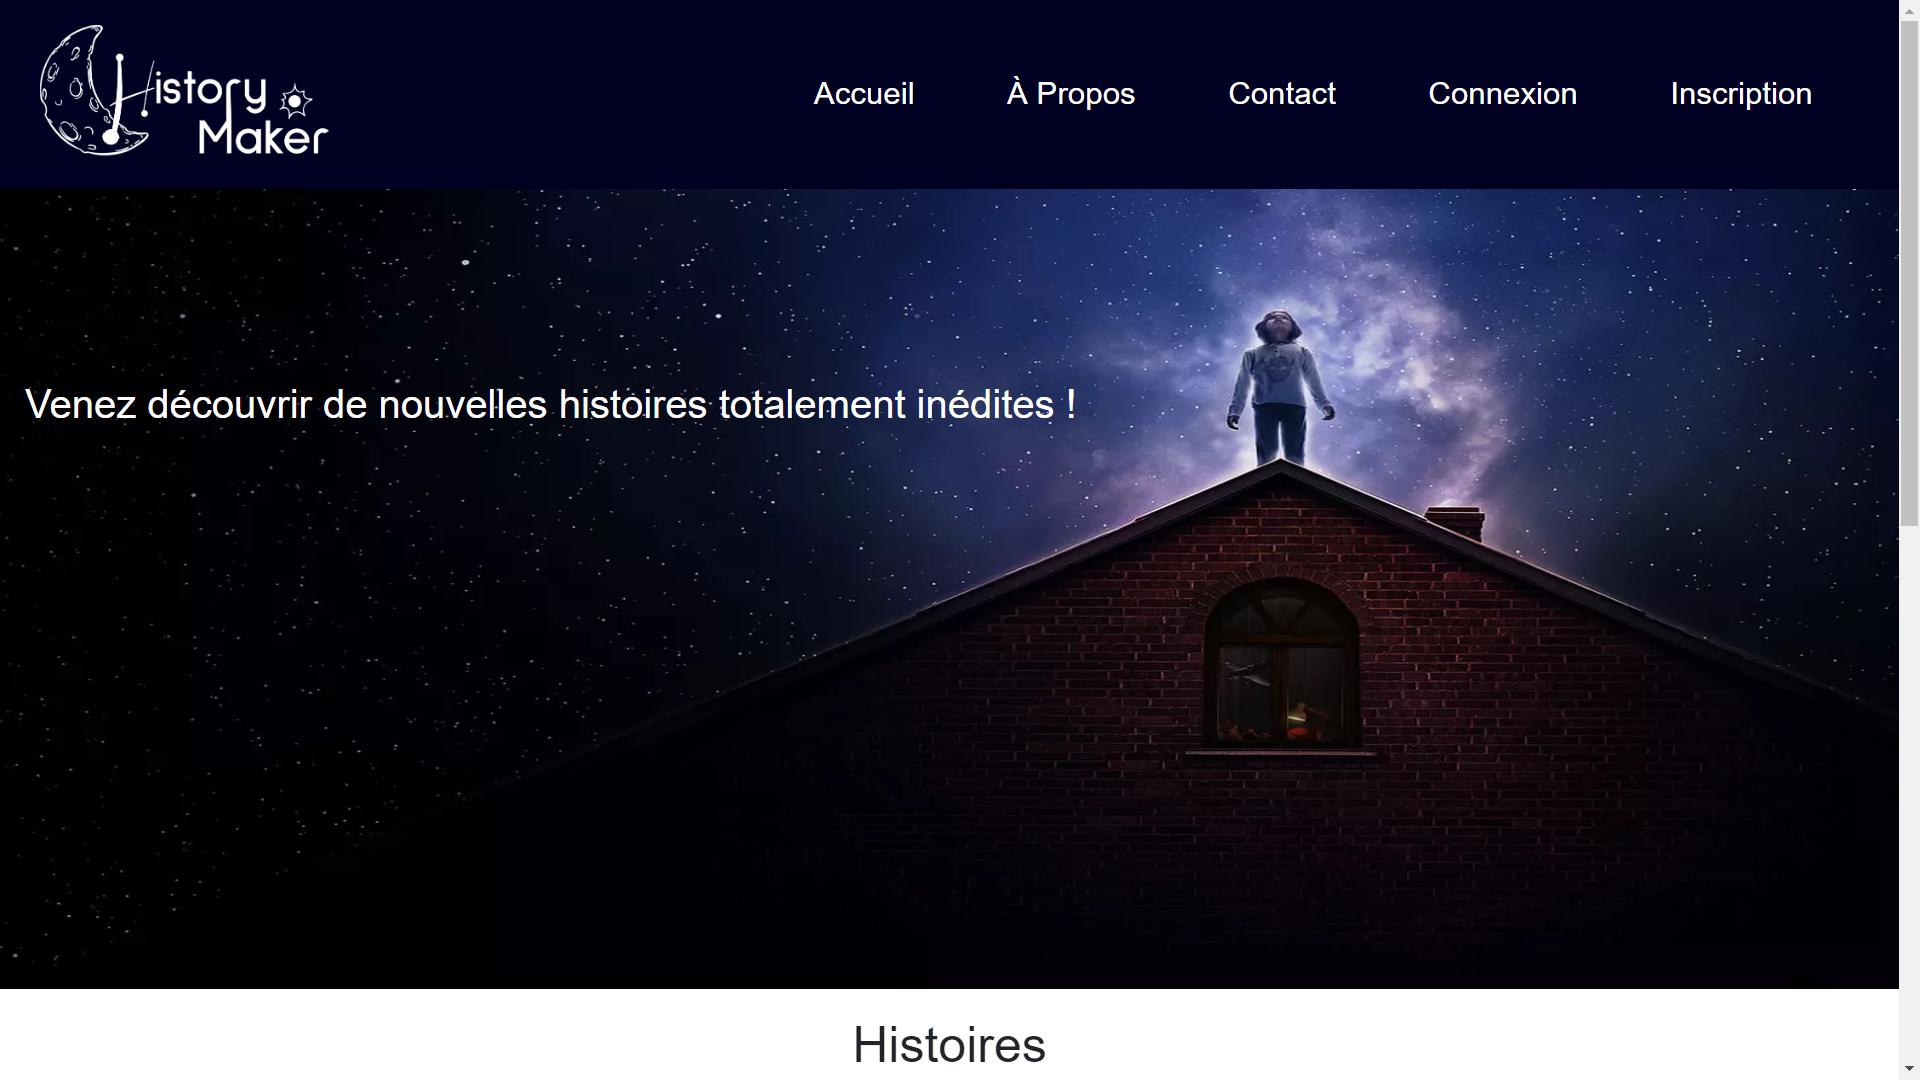 History
Maker
Accueil
À Propos
Contact
Connexion
Inscription
Venez découvrir de nouvelles histoires totalement inédites !
Histoires